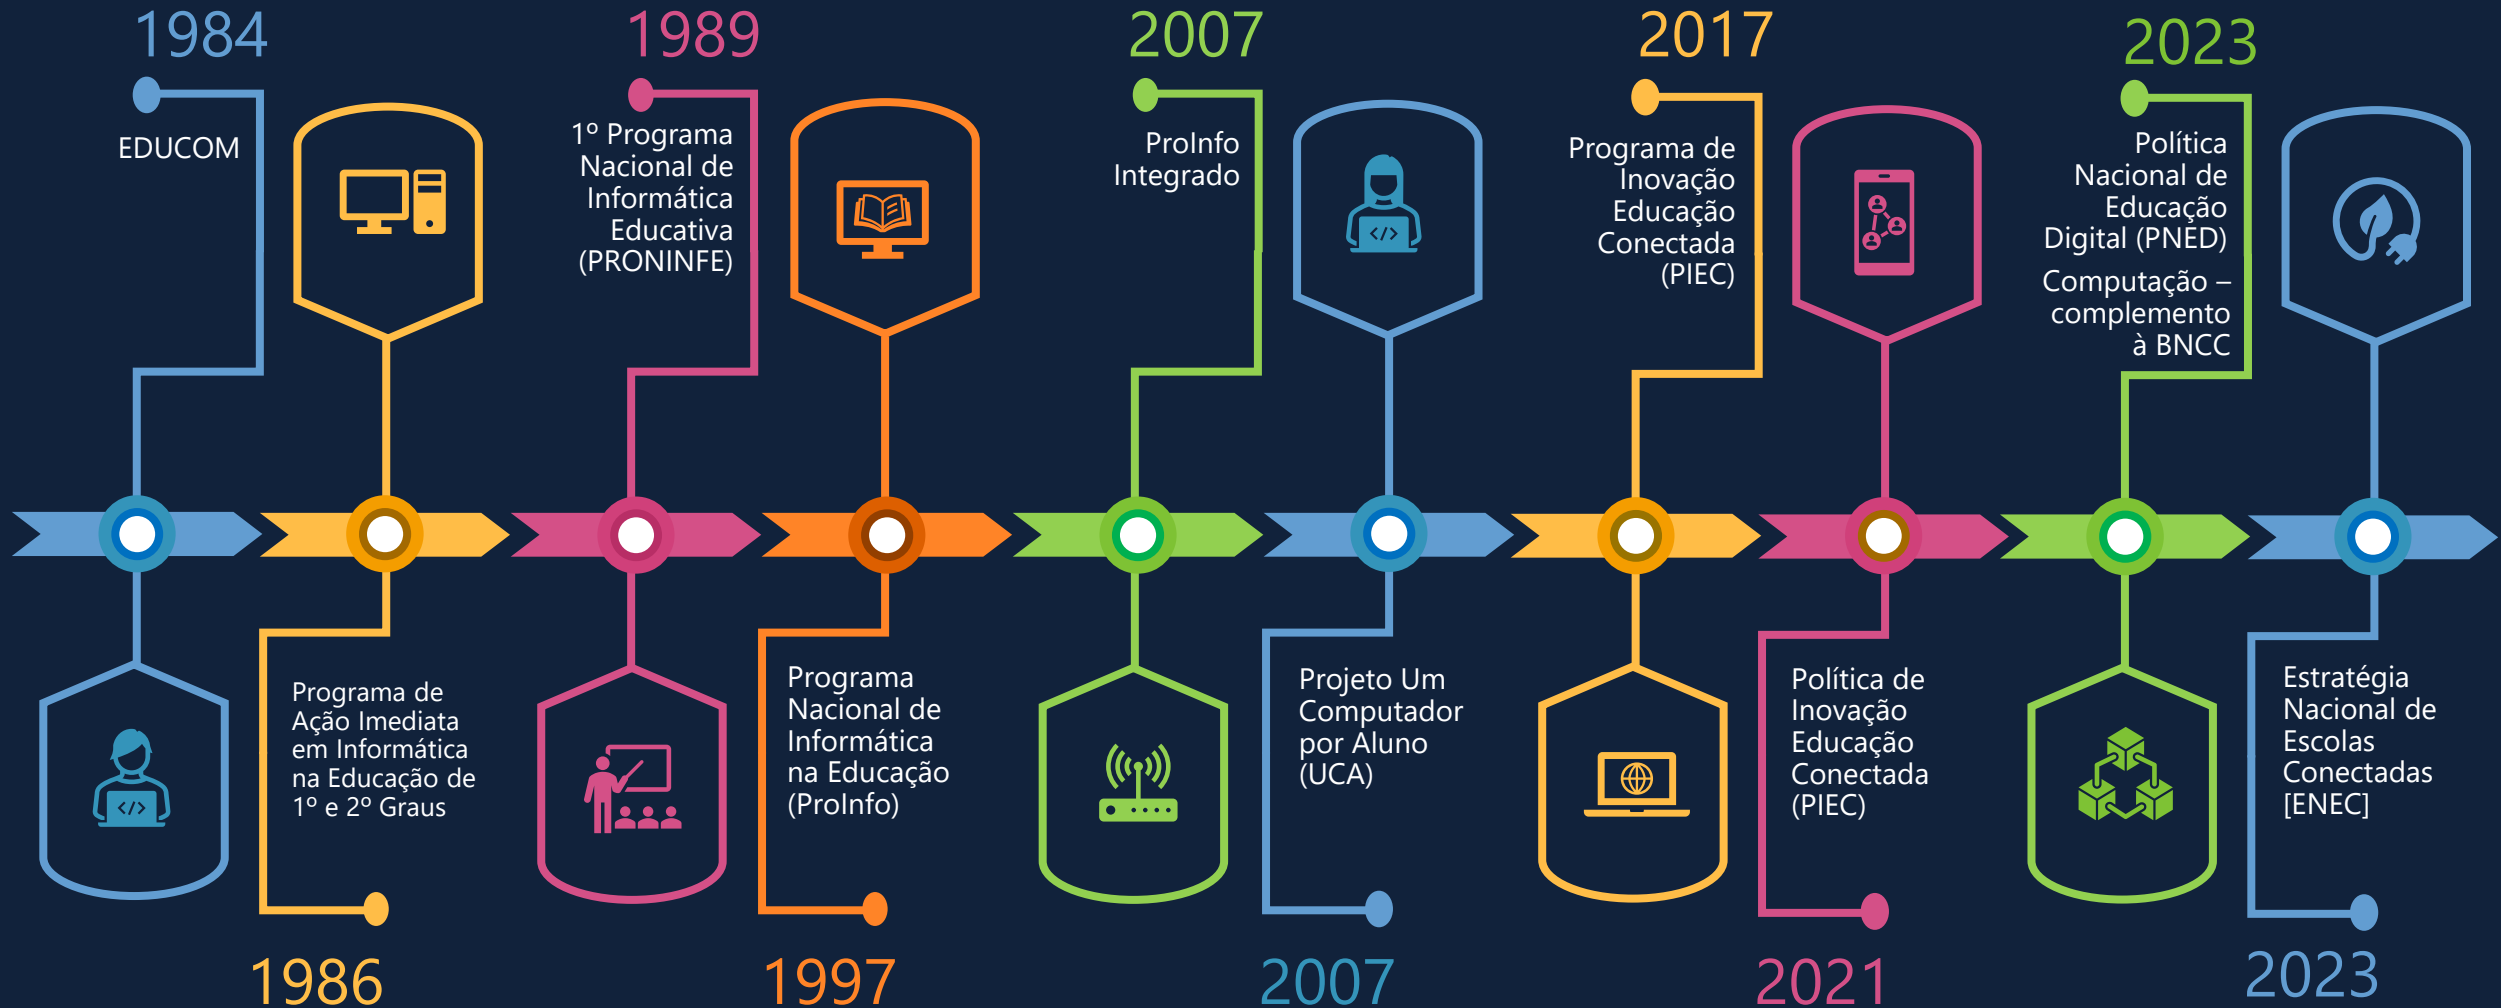 1984
EDUCOM
Programa de
Ação Imediata
em Informática
na Educação de
1º e 2º Graus
1986
1989
1º Programa
Nacional de
Informática
Educativa
(PRONINFE)
Programa
Nacional de
Informática
na Educação
(ProInfo)
1997
2007
ProInfo
Integrado
Projeto Um
Computador
por Aluno
(UCA)
2007
2017
Programa de
Inovação
Educação
Conectada
(PIEC)
Política de
Inovação
Educação
Conectada
(PIEC)
2021
2023
Política
Nacional de
Educação
Digital (PNED)
Computação –
complemento
à BNCC
Estratégia
Nacional de
Escolas
Conectadas
[ENEC]
2023